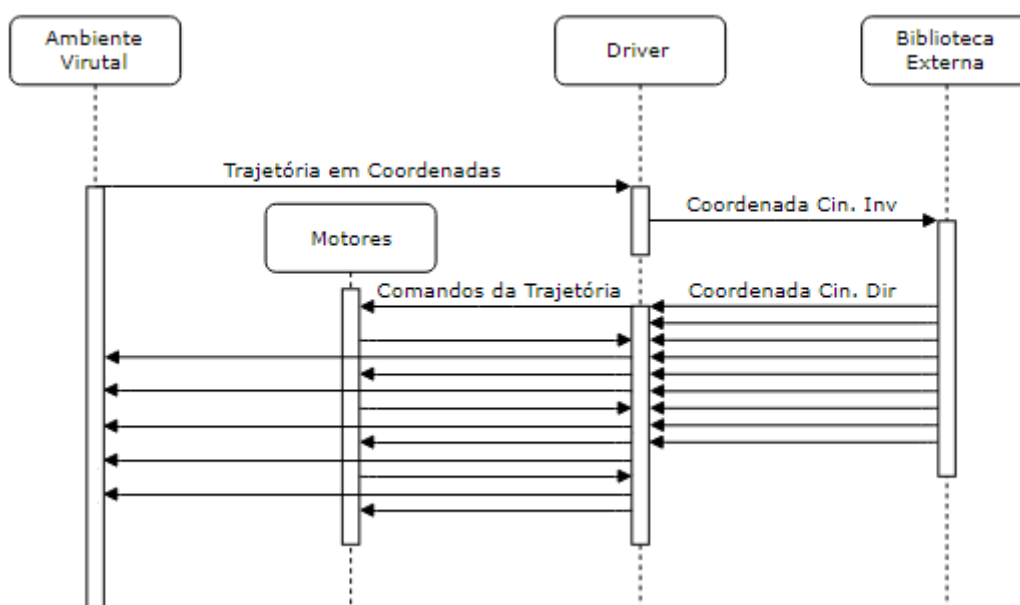 Ambiente
Virutal
Driver
Biblioteca
Externa
Trajetória em Coordenadas
Coordenada Cin. Inv
Motores
Comandos da Trajetória
Coordenada Cin. Dir